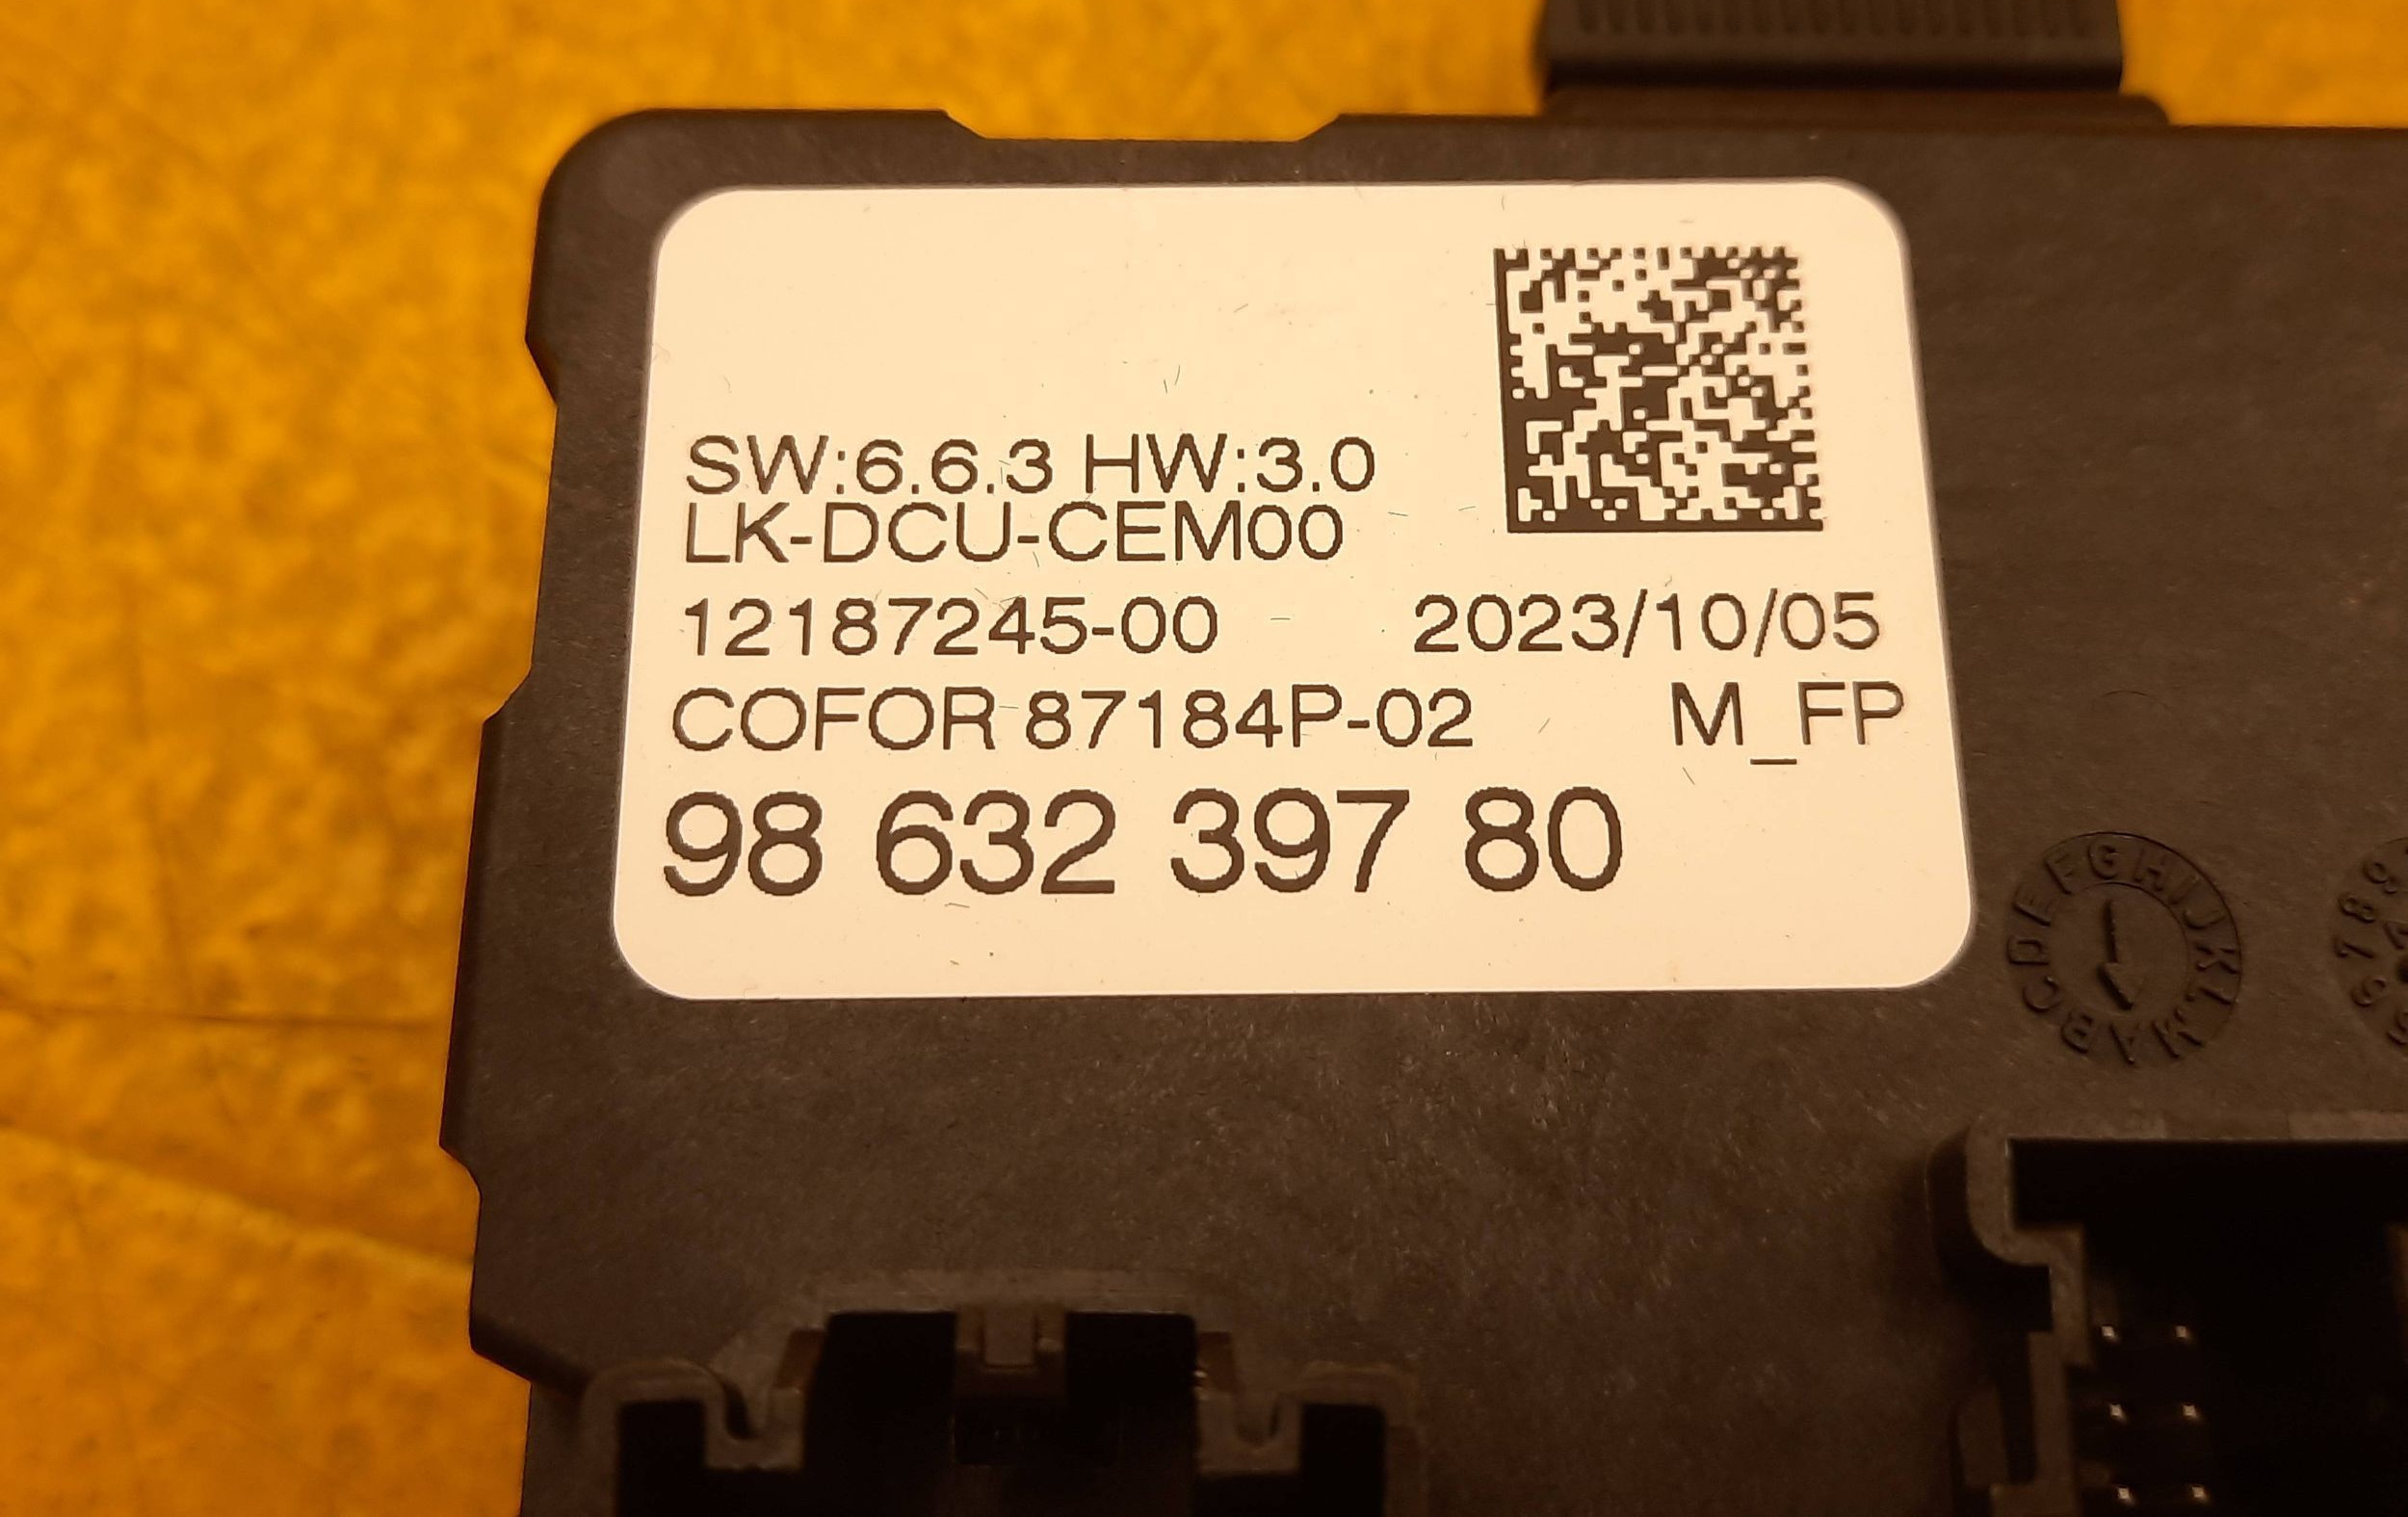 SW:6.6.3 HW:3.0
LK-DCU-CEM00
12187245-00 2023/10/05
COFOR 87184P-02 M_FP
98 632 397 80
ABCDEFGHIJKLM